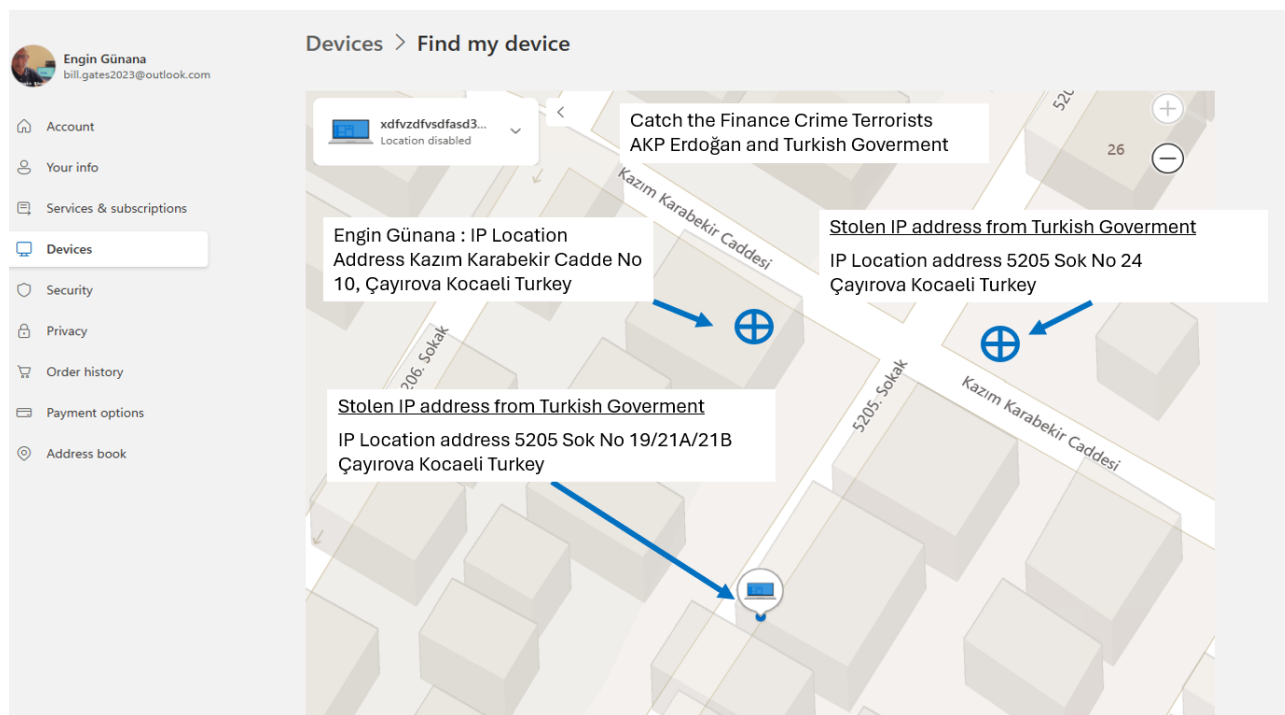 Engin Günana
bill.gates2023@outlook.com
Account
Your info
Services & subscriptions
Devices
Security
Privacy
Order history
Payment options
Address book
Devices > Find my device
xdfvzdfvsdfasd3...
Location disabled
Catch the Finance Crime Terrorists
AKP Erdoğan and Turkish Goverment
26
Kazım Karabekir Caddesi
Engin Günana : IP Location
Address Kazım Karabekir Cadde No
10, Çayırova Kocaeli Turkey
Stolen IP address from Turkish Goverment
IP Location address 5205 Sok No 24
Çayırova Kocaeli Turkey
206. Sokak
5205. Sokak
Kazım Karabekir Caddesi
Stolen IP address from Turkish Goverment
IP Location address 5205 Sok No 19/21A/21B
Çayırova Kocaeli Turkey